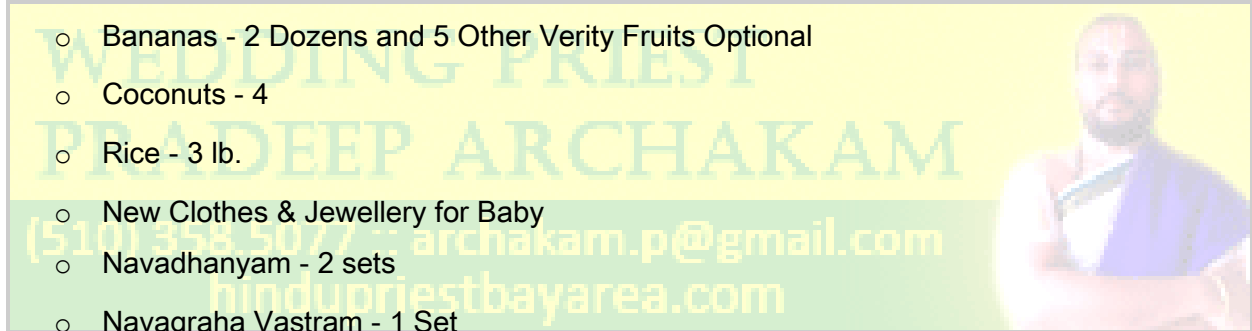 Bananas - 2 Dozens and 5 Other Verity Fruits Optional
WEDDING PRIEST
Coconuts - 4
PRADEEP ARCHAKAM
Rice - 3 lb.
New Clothes & Jewellery for Baby
(510) 358.5077 :: archakam.p@gmail.com
Navadhanyam - 2 sets
hindupriestbayarea.com
Navagraha Vastram - 1 Set